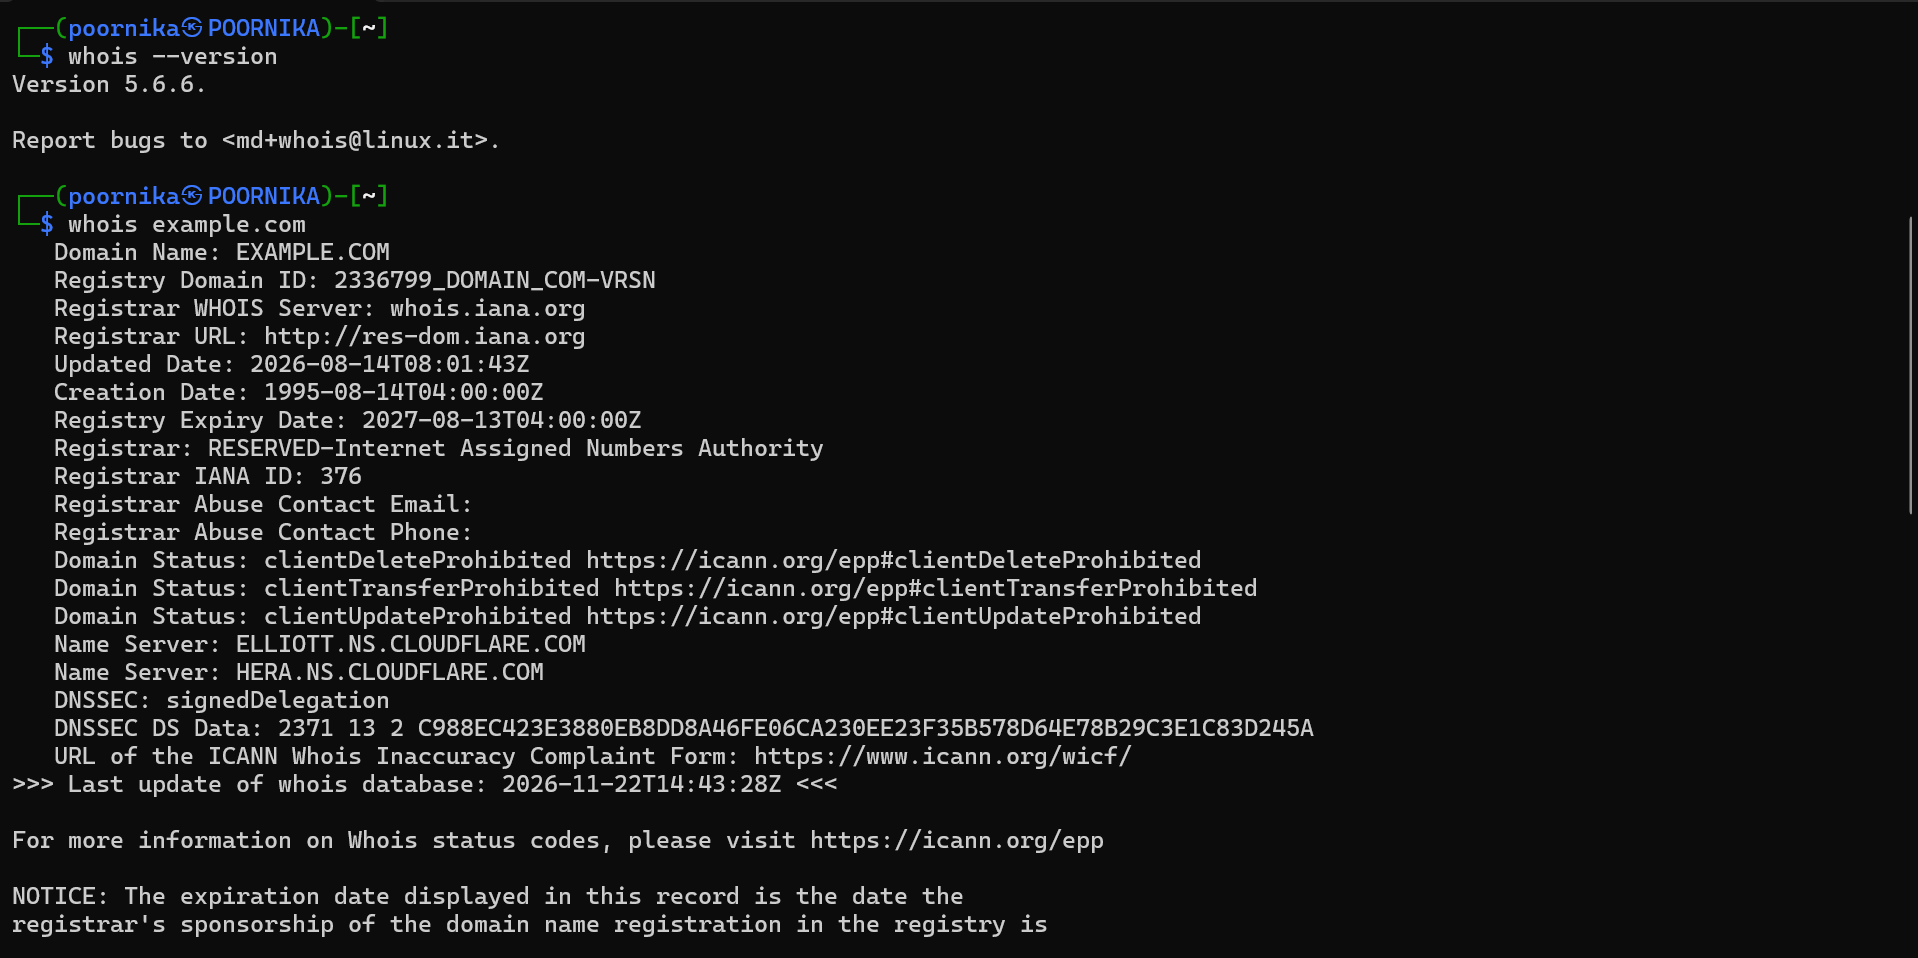 ┌──(poornika㉿POORNIKA)-[~]
└─$ whois --version
Version 5.6.6.

Report bugs to <md+whois@linux.it>.

┌──(poornika㉿POORNIKA)-[~]
└─$ whois example.com
   Domain Name: EXAMPLE.COM
   Registry Domain ID: 2336799_DOMAIN_COM-VRSN
   Registrar WHOIS Server: whois.iana.org
   Registrar URL: http://res-dom.iana.org
   Updated Date: 2026-08-14T08:01:43Z
   Creation Date: 1995-08-14T04:00:00Z
   Registry Expiry Date: 2027-08-13T04:00:00Z
   Registrar: RESERVED-Internet Assigned Numbers Authority
   Registrar IANA ID: 376
   Registrar Abuse Contact Email:
   Registrar Abuse Contact Phone:
   Domain Status: clientDeleteProhibited https://icann.org/epp#clientDeleteProhibited
   Domain Status: clientTransferProhibited https://icann.org/epp#clientTransferProhibited
   Domain Status: clientUpdateProhibited https://icann.org/epp#clientUpdateProhibited
   Name Server: ELLIOTT.NS.CLOUDFLARE.COM
   Name Server: HERA.NS.CLOUDFLARE.COM
   DNSSEC: signedDelegation
   DNSSEC DS Data: 2371 13 2 C988EC423E3880EB8DD8A46FE06CA230EE23F35B578D64E78B29C3E1C83D245A
   URL of the ICANN Whois Inaccuracy Complaint Form: https://www.icann.org/wicf/
>>> Last update of whois database: 2026-11-22T14:43:28Z <<<

For more information on Whois status codes, please visit https://icann.org/epp

NOTICE: The expiration date displayed in this record is the date the
registrar's sponsorship of the domain name registration in the registry is